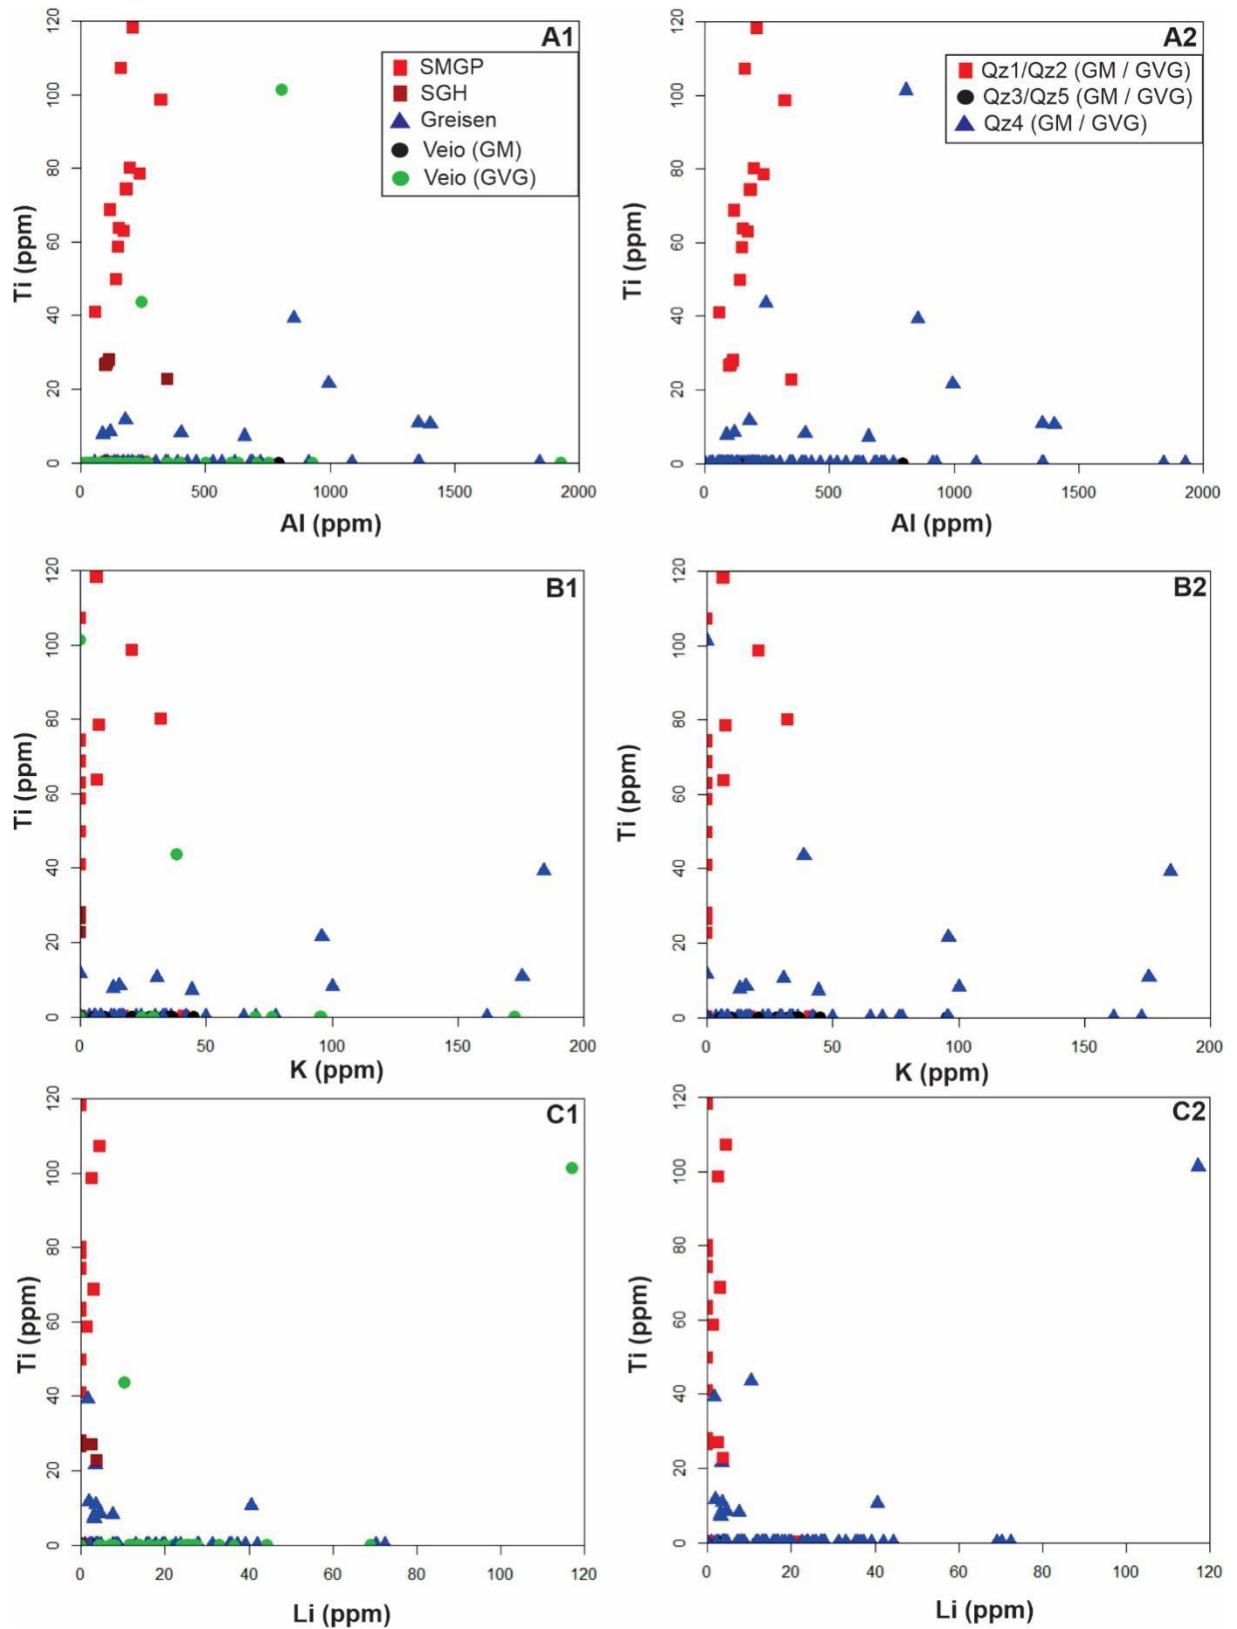 A1
SMGP
SGH
Greisen
Veio (GM)
Veio (GVG)
Ti (ppm)
0 20 40 60 80 100 120
0 500 1000 1500 2000
Al (ppm)
A2
Qz1/Qz2 (GM / GVG)
Qz3/Qz5 (GM / GVG)
Qz4 (GM / GVG)
Ti (ppm)
0 20 40 60 80 100 120
0 500 1000 1500 2000
Al (ppm)
B1
Ti (ppm)
0 20 40 60 80 100 120
0 50 100 150 200
K (ppm)
B2
Ti (ppm)
0 20 40 60 80 100 120
0 50 100 150 200
K (ppm)
C1
Ti (ppm)
0 20 40 60 80 100 120
0 20 40 60 80 100 120
Li (ppm)
C2
Ti (ppm)
0 20 40 60 80 100 120
0 20 40 60 80 100 120
Li (ppm)